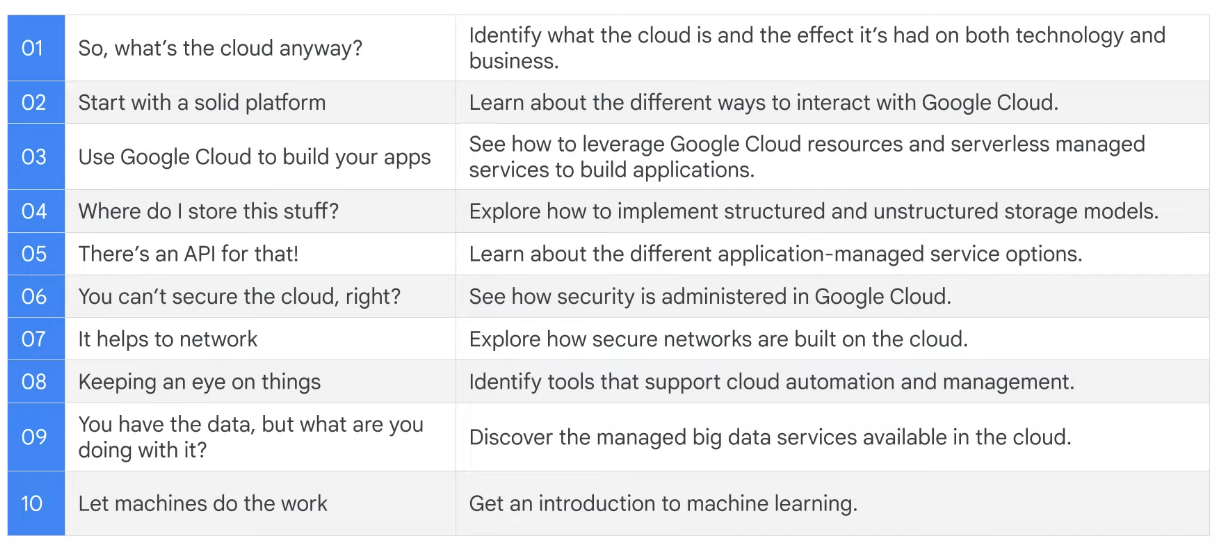 01
So, what's the cloud anyway?
Identify what the cloud is and the effect it's had on both technology and
business.
02
Start with a solid platform
Learn about the different ways to interact with Google Cloud.
03
Use Google Cloud to build your apps
See how to leverage Google Cloud resources and serverless managed
services to build applications.
04
Where do I store this stuff?
Explore how to implement structured and unstructured storage models.
05
There's an API for that!
Learn about the different application-managed service options.
06
You can't secure the cloud, right?
See how security is administered in Google Cloud.
07
It helps to network
Explore how secure networks are built on the cloud.
08
Keeping an eye on things
Identify tools that support cloud automation and management.
09
You have the data, but what are you
doing with it?
Discover the managed big data services available in the cloud.
10
Let machines do the work
Get an introduction to machine learning.